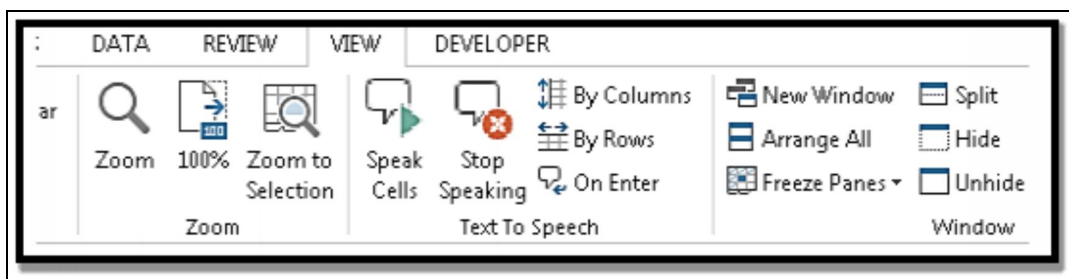 : DATA REVIEW VIEW DEVELOPER
ar
Zoom
100%
100
Zoom to
Selection
Zoom
Speak
Cells
Stop
Speaking
By Columns
By Rows
On Enter
Text To Speech
New Window
Arrange All
Freeze Panes
Split
Hide
Unhide
Window